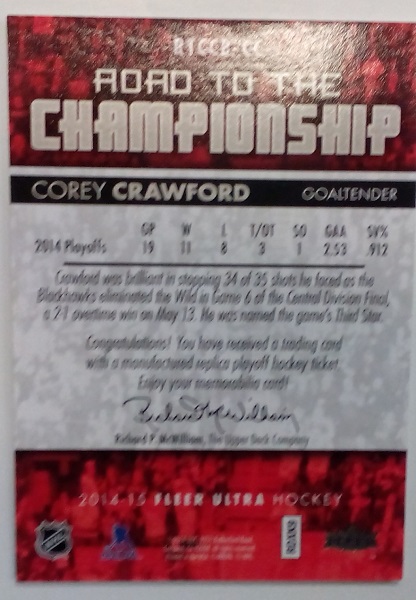 ROAD TO THE
CHAMPIONSHIP
COREY CRAWFORD GOALTENDER
GP W L T/OT SO GAA SV%
2014 Playoffs 19 11 8 3 1 2.53 .912
Crawford was brilliant in stopping 34 of 35 shots he faced as the
Blackhawks eliminated the Wild in Game 6 of the Central Division Final,
a 2-1 overtime win on May 13. He was named the game's Third Star.
Congratulations! You have received a trading card
with a manufactured replica playoff hockey ticket.
Enjoy your memorabilia card!
Richard P. McWilliam, The Upper Deck Company
2014-15 FLEER ULTRA HOCKEY
NHL